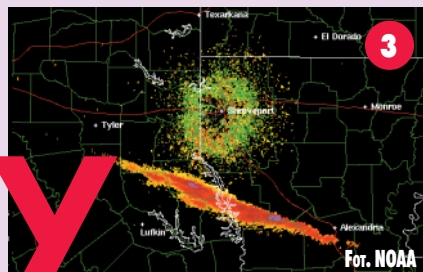 Texarkana
El Dorado
3
Shreveport
Monroe
Tyler
y
Lufkin
Alexandria
Fot. NOAA